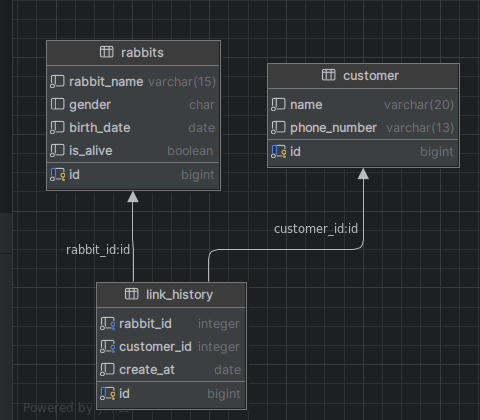 rabbits
rabbit_name varchar(15)
gender char
birth_date date
is_alive boolean
id bigint
customer
name varchar(20)
phone_number varchar(13)
id bigint
rabbit_id:id
customer_id:id
link_history
rabbit_id integer
customer_id integer
create_at date
id bigint
Powered by yFiles